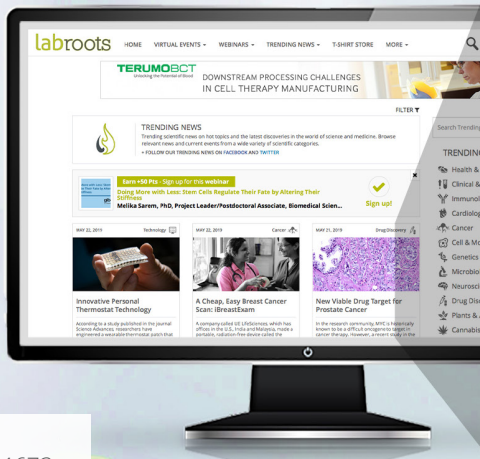 labroots
HOME VIRTUAL EVENTS WEBINARS TRENDING NEWS T-SHIRT STORE MORE
TERUMOBCT
Unlocking the Potential of Blood
DOWNSTREAM PROCESSING CHALLENGES
IN CELL THERAPY MANUFACTURING
FILTER
TRENDING NEWS
Trending scientific news on hot topics and the latest discoveries in the world of science and medicine. Browse
relevant news and current events from a wide variety of scientific categories.
+ FOLLOW OUR TRENDING NEWS ON FACEBOOK AND TWITTER
Search Trending
TRENDING
Health &
Clinical &
Immunol
Cardiolog
Cancer
Cell & Mo
Genetics
Microbio
Neurosci
Drug Disc
Plants &
Cannabis
Earn +50 Pts - Sign up for this webinar
Doing More with Less: Stem Cells Regulate Their Fate by Altering Their
Stiffness
Melika Sarem, PhD, Project Leader/Postdoctoral Associate, Biomedical Scien...
Sign up!
MAY 22, 2019 Technology
Innovative Personal
Thermostat Technology
According to a study published in the journal
Science Advances, researchers have
engineered a wearable thermostat patch that
MAY 22, 2019 Cancer
A Cheap, Easy Breast Cancer
Scan: iBreastExam
A company called UE LifeSciences, which has
offices in the U.S., India and Malaysia, made a
portable, radiation-free device called the
MAY 21, 2019 Drug Discovery
New Viable Drug Target for
Prostate Cancer
In the research community, MYC is historically
known to be a difficult oncogene to target in
cancer therapy. However, a recent study in the